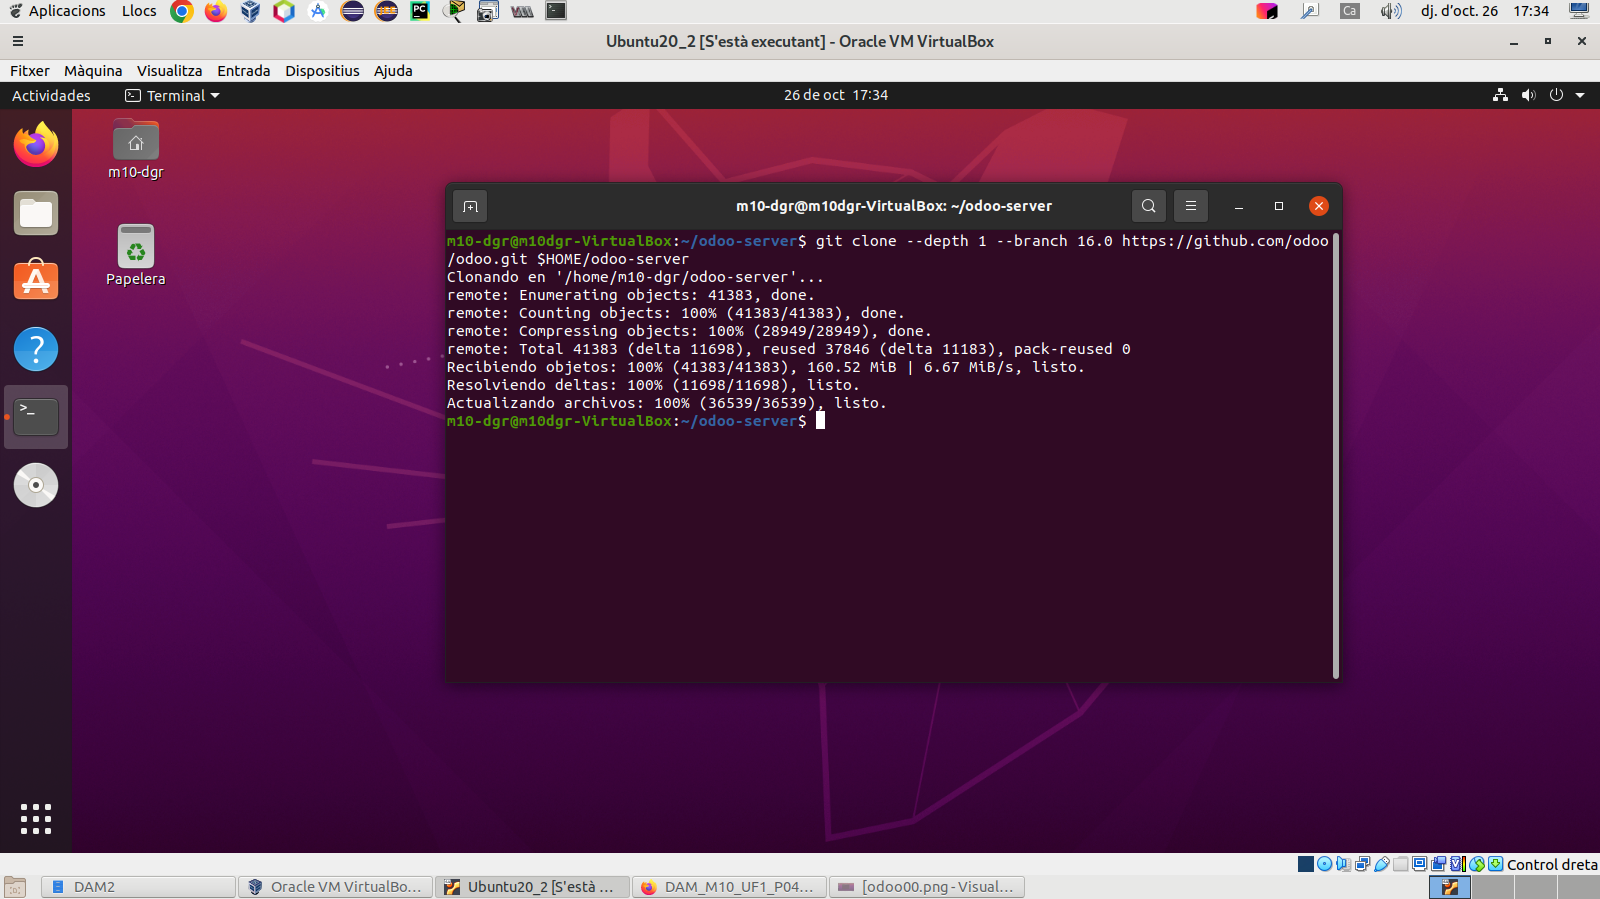 Aplicacions Llocs Ca dj. d'oct. 26 17:34
Ubuntu20_2 [S'està executant] - Oracle VM VirtualBox
Fitxer Màquina Visualitza Entrada Dispositius Ajuda
Actividades Terminal 26 de oct 17:34
m10-dgr
Papelera
m10-dgr@m10dgr-VirtualBox: ~/odoo-server
m10-dgr@m10dgr-VirtualBox:~/odoo-server$ git clone --depth 1 --branch 16.0 https://github.com/odoo
/odoo.git $HOME/odoo-server
Clonando en '/home/m10-dgr/odoo-server'...
remote: Enumerating objects: 41383, done.
remote: Counting objects: 100% (41383/41383), done.
remote: Compressing objects: 100% (28949/28949), done.
remote: Total 41383 (delta 11698), reused 37846 (delta 11183), pack-reused 0
Recibiendo objetos: 100% (41383/41383), 160.52 MiB | 6.67 MiB/s, listo.
Resolviendo deltas: 100% (11698/11698), listo.
Actualizando archivos: 100% (36539/36539), listo.
m10-dgr@m10dgr-VirtualBox:~/odoo-server$
Control dreta
DAM2 Oracle VM VirtualBo... Ubuntu20_2 [S'està ... DAM_M10_UF1_P04... [odoo00.png - Visual...